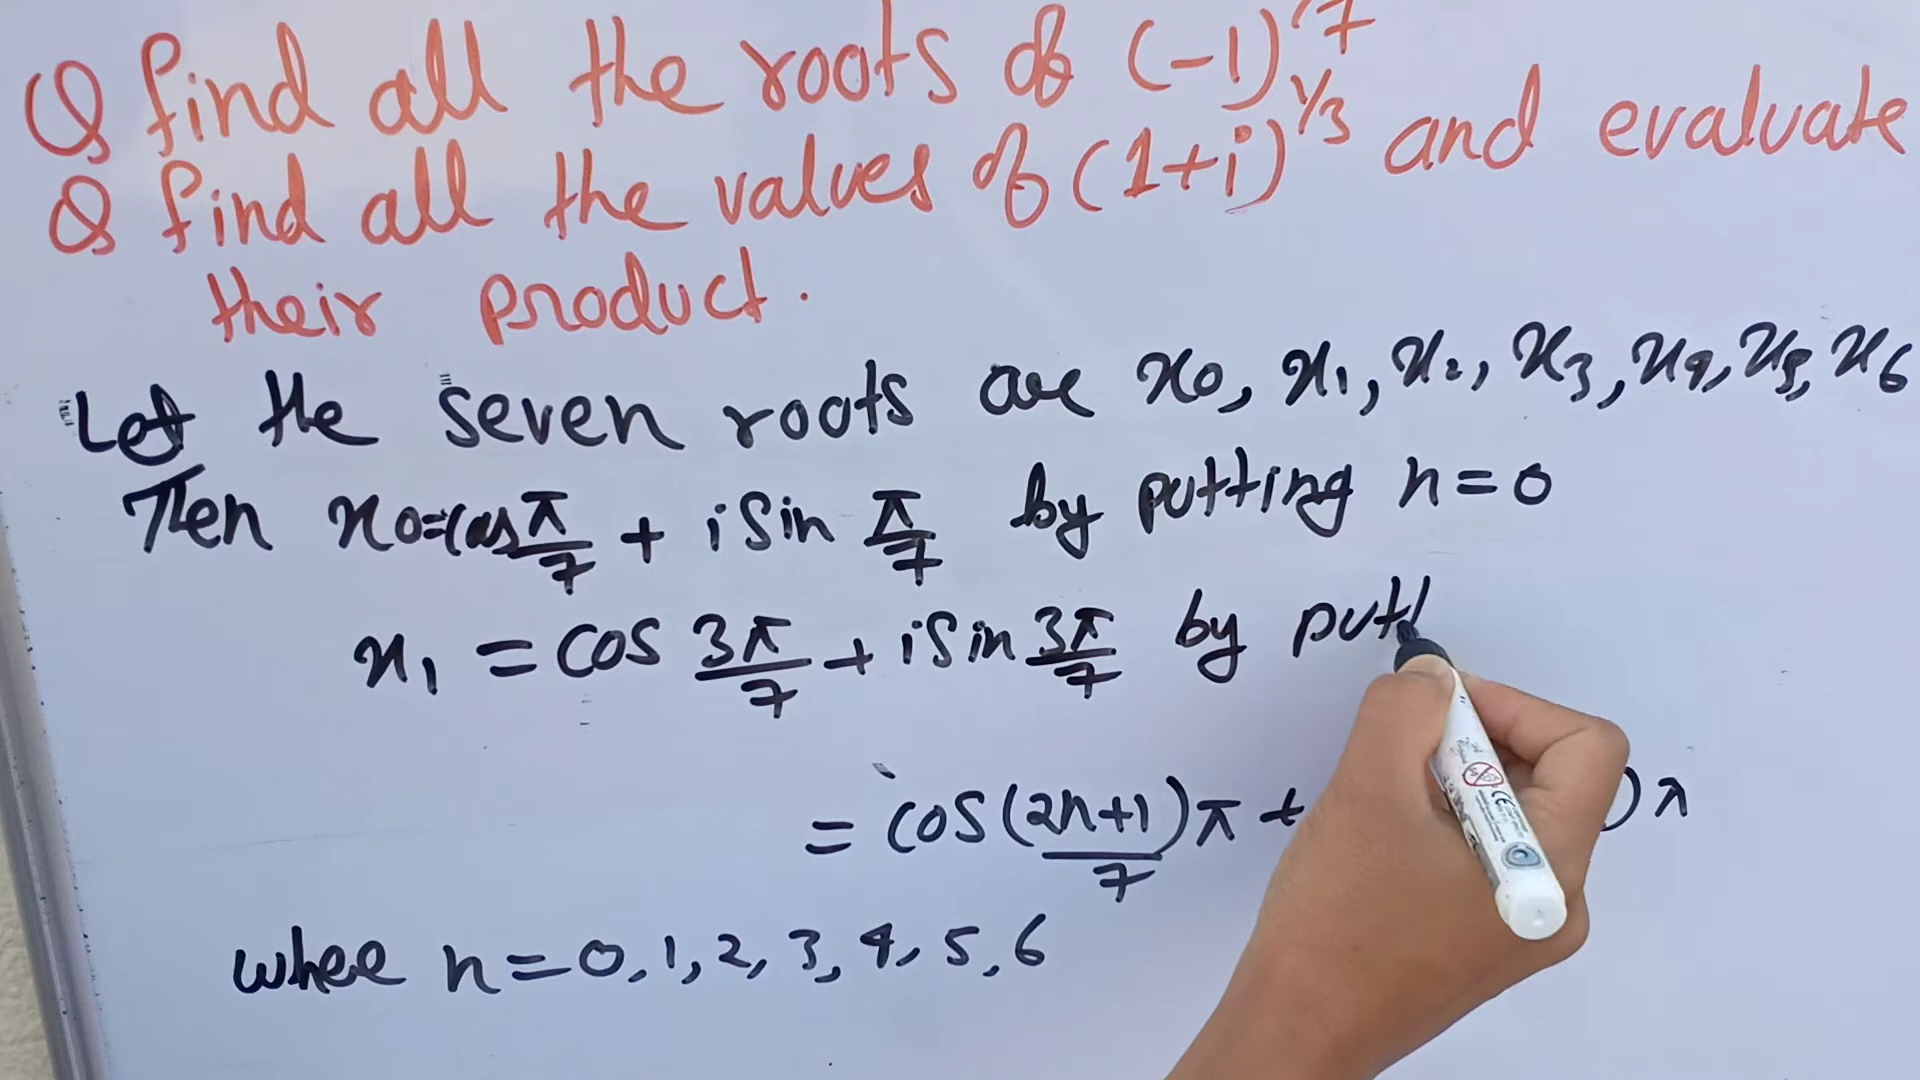 Q find all the roots of (-1)^1/7
Q find all the values of (1+i)^1/3 and evaluate
their product.
Let the seven roots are x0, x1, x2, x3, x4, x5, x6
Then x0=cos π/7 + i sin π/7 by putting n=0
x1 = cos 3π/7 + i sin 3π/7 by putt
= cos (2n+1)/7 π + ) π
whee n=0,1,2,3,4,5,6